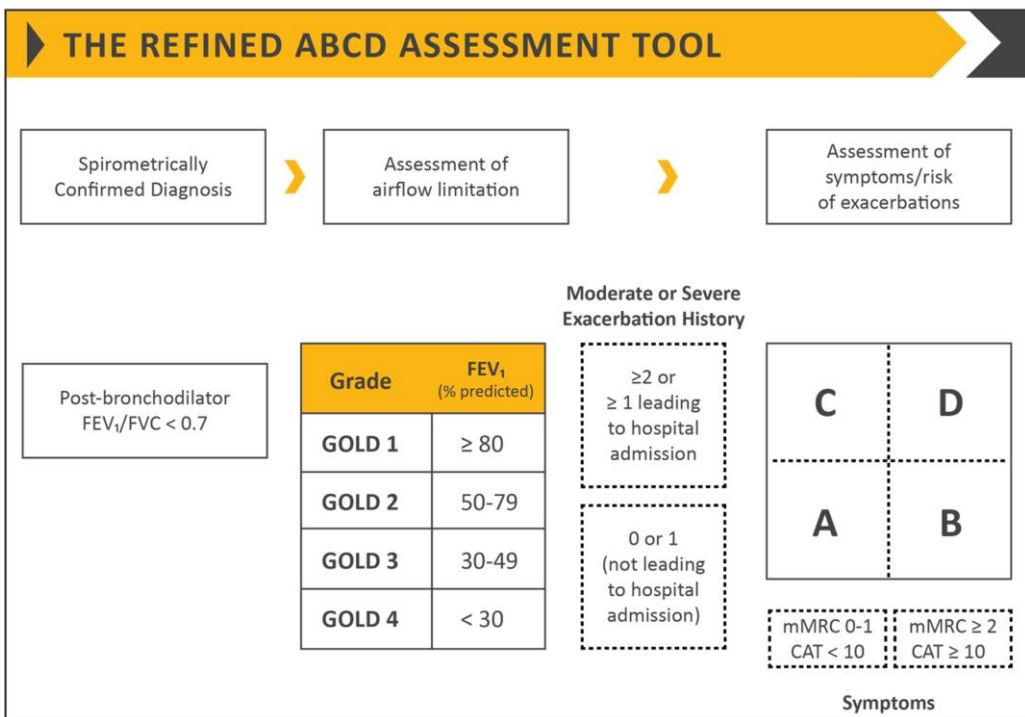 THE REFINED ABCD ASSESSMENT TOOL
Spirometrically
Confirmed Diagnosis
Assessment of
airflow limitation
Assessment of
symptoms/risk
of exacerbations
Post-bronchodilator
FEV₁/FVC < 0.7
Grade FEV₁
(% predicted)
GOLD 1 ≥ 80
GOLD 2 50-79
GOLD 3 30-49
GOLD 4 < 30
Moderate or Severe
Exacerbation History
≥2 or
≥ 1 leading
to hospital
admission
0 or 1
(not leading
to hospital
admission)
C D
A B
mMRC 0-1
CAT < 10
mMRC ≥ 2
CAT ≥ 10
Symptoms